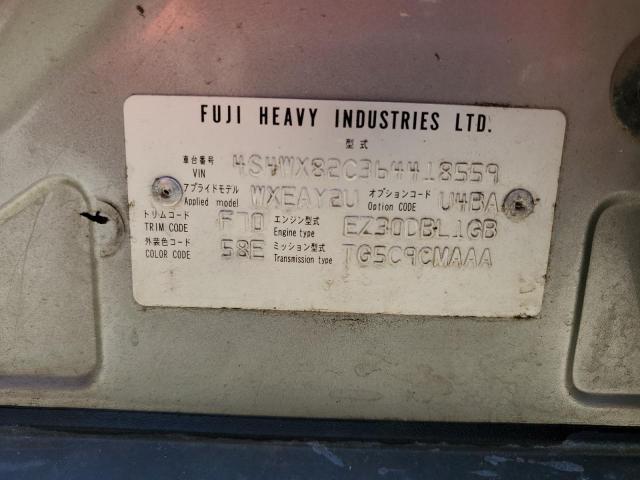 FUJI HEAVY INDUSTRIES LTD.
型式
車台番号 VIN 4S4WX82C364418559
アプライドモデル Applied model WXEAY2U オプションコード Option CODE U4BA
トリムコード TRIM CODE F70 エンジン型式 Engine type EZ30DBL1GB
外装色コード COLOR CODE 58E ミッション型式 Transmission type TG5C9CMAAA